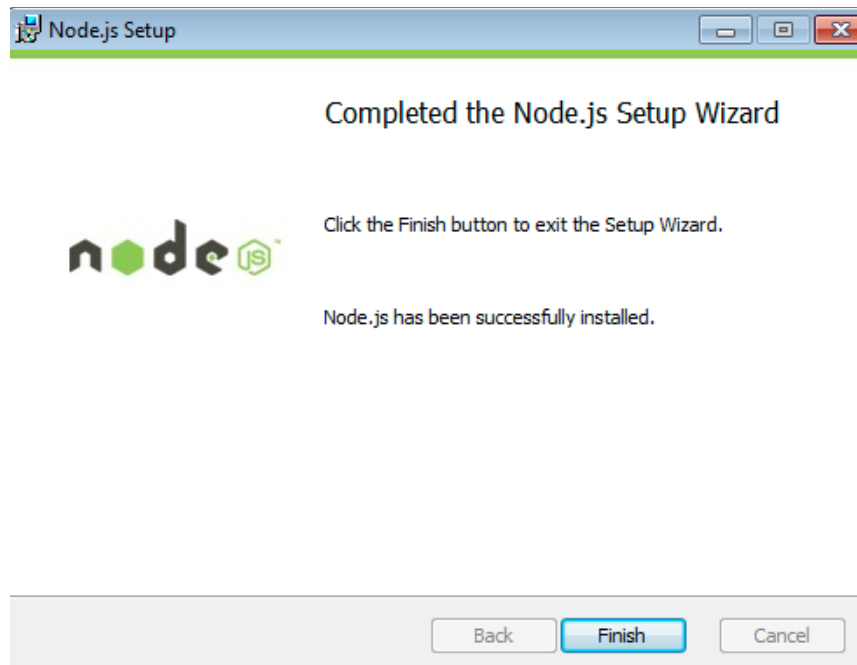 Node.js Setup
Completed the Node.js Setup Wizard
node JS™
Click the Finish button to exit the Setup Wizard.
Node.js has been successfully installed.
Back Finish Cancel